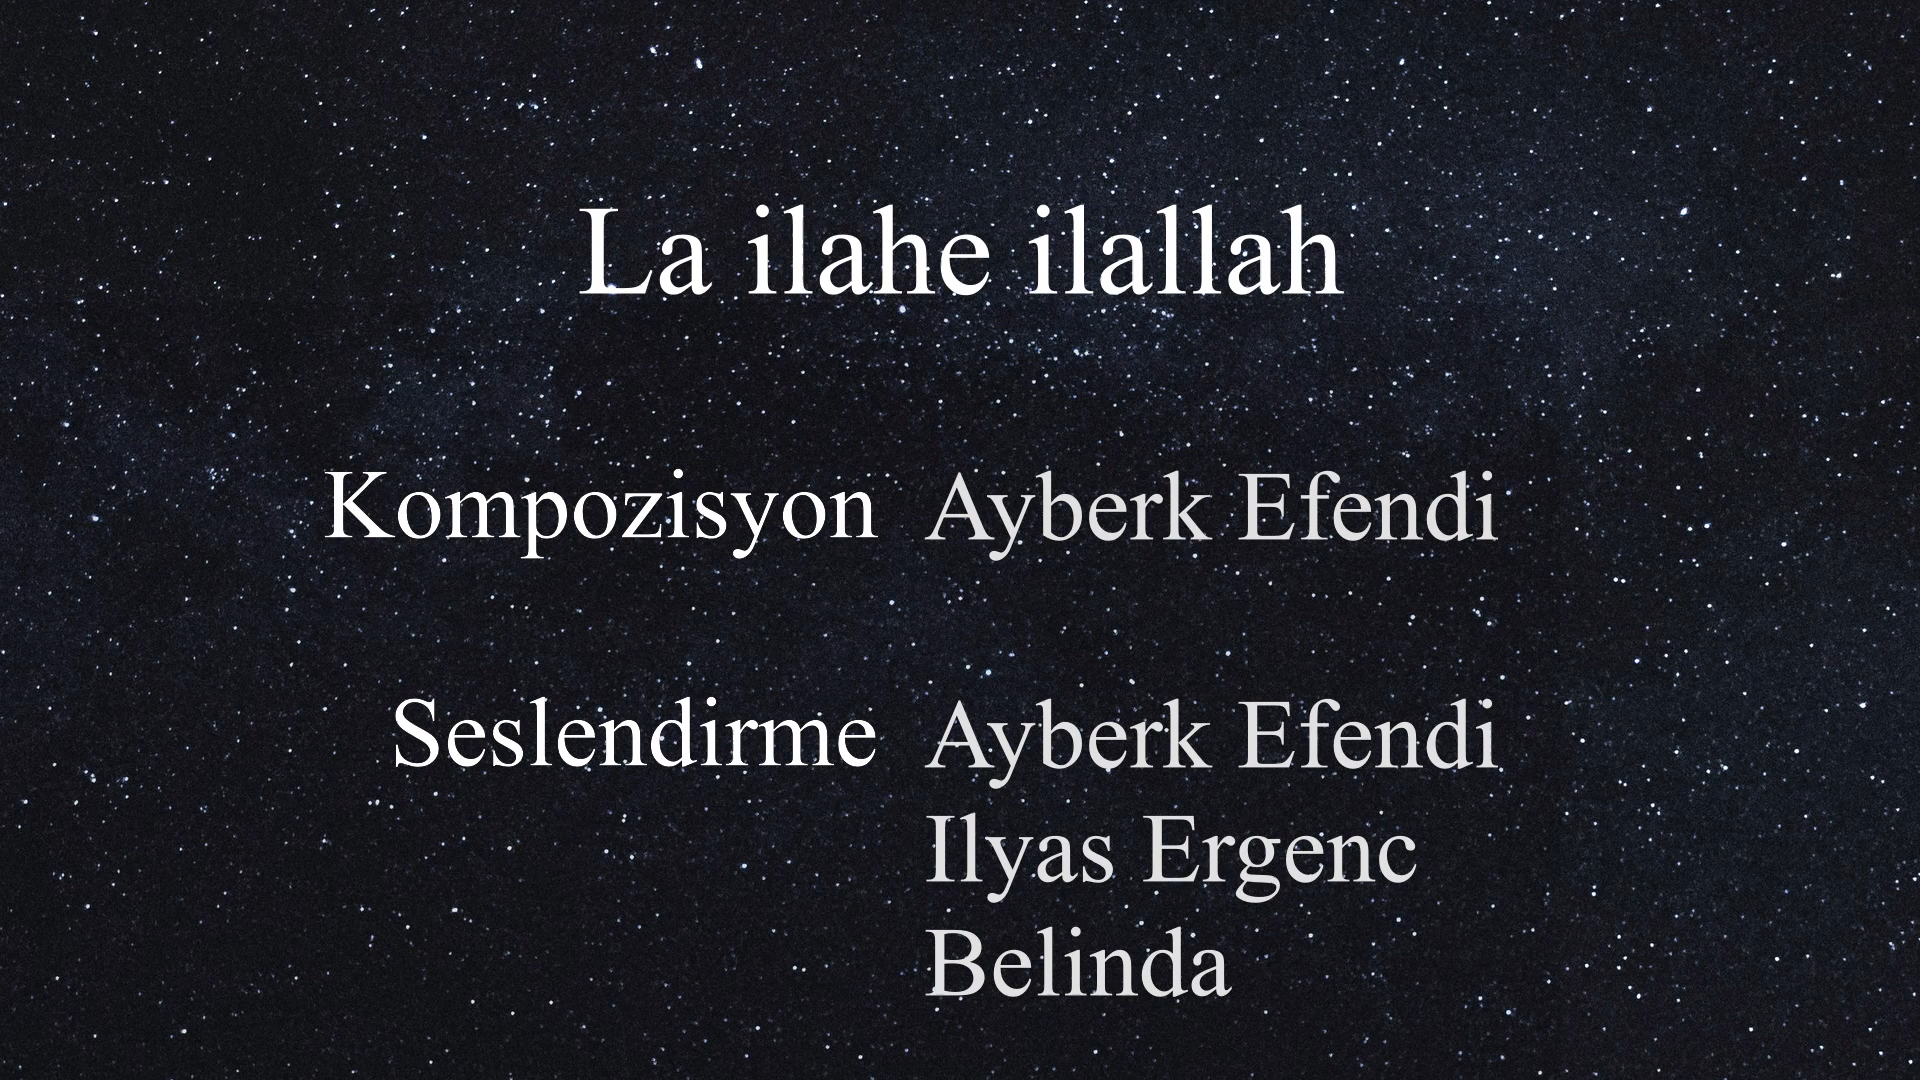 La ilahe ilallah
Kompozisyon Ayberk Efendi
Seslendirme Ayberk Efendi
Ilyas Ergenc
Belinda